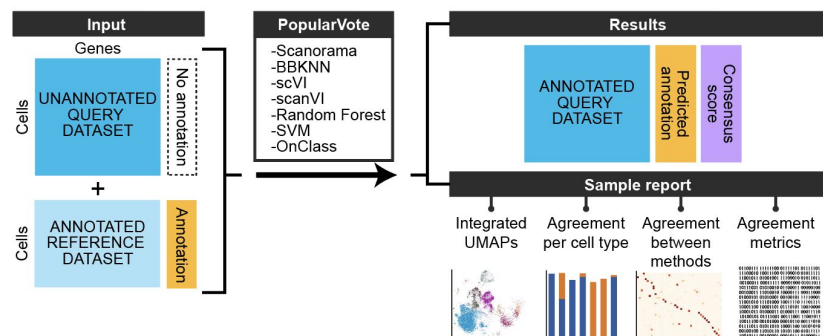 Input
Genes
Cells
UNANNOTATED
QUERY
DATASET
No annotation
+
Cells
ANNOTATED
REFERENCE
DATASET
Annotation
PopularVote
-Scanorama
-BBKNN
-scVI
-scanVI
-Random Forest
-SVM
-OnClass
Results
ANNOTATED
QUERY
DATASET
Predicted
annotation
Consensus
score
Sample report
Integrated
UMAPs
Agreement
per cell type
Agreement
between
methods
Agreement
metrics